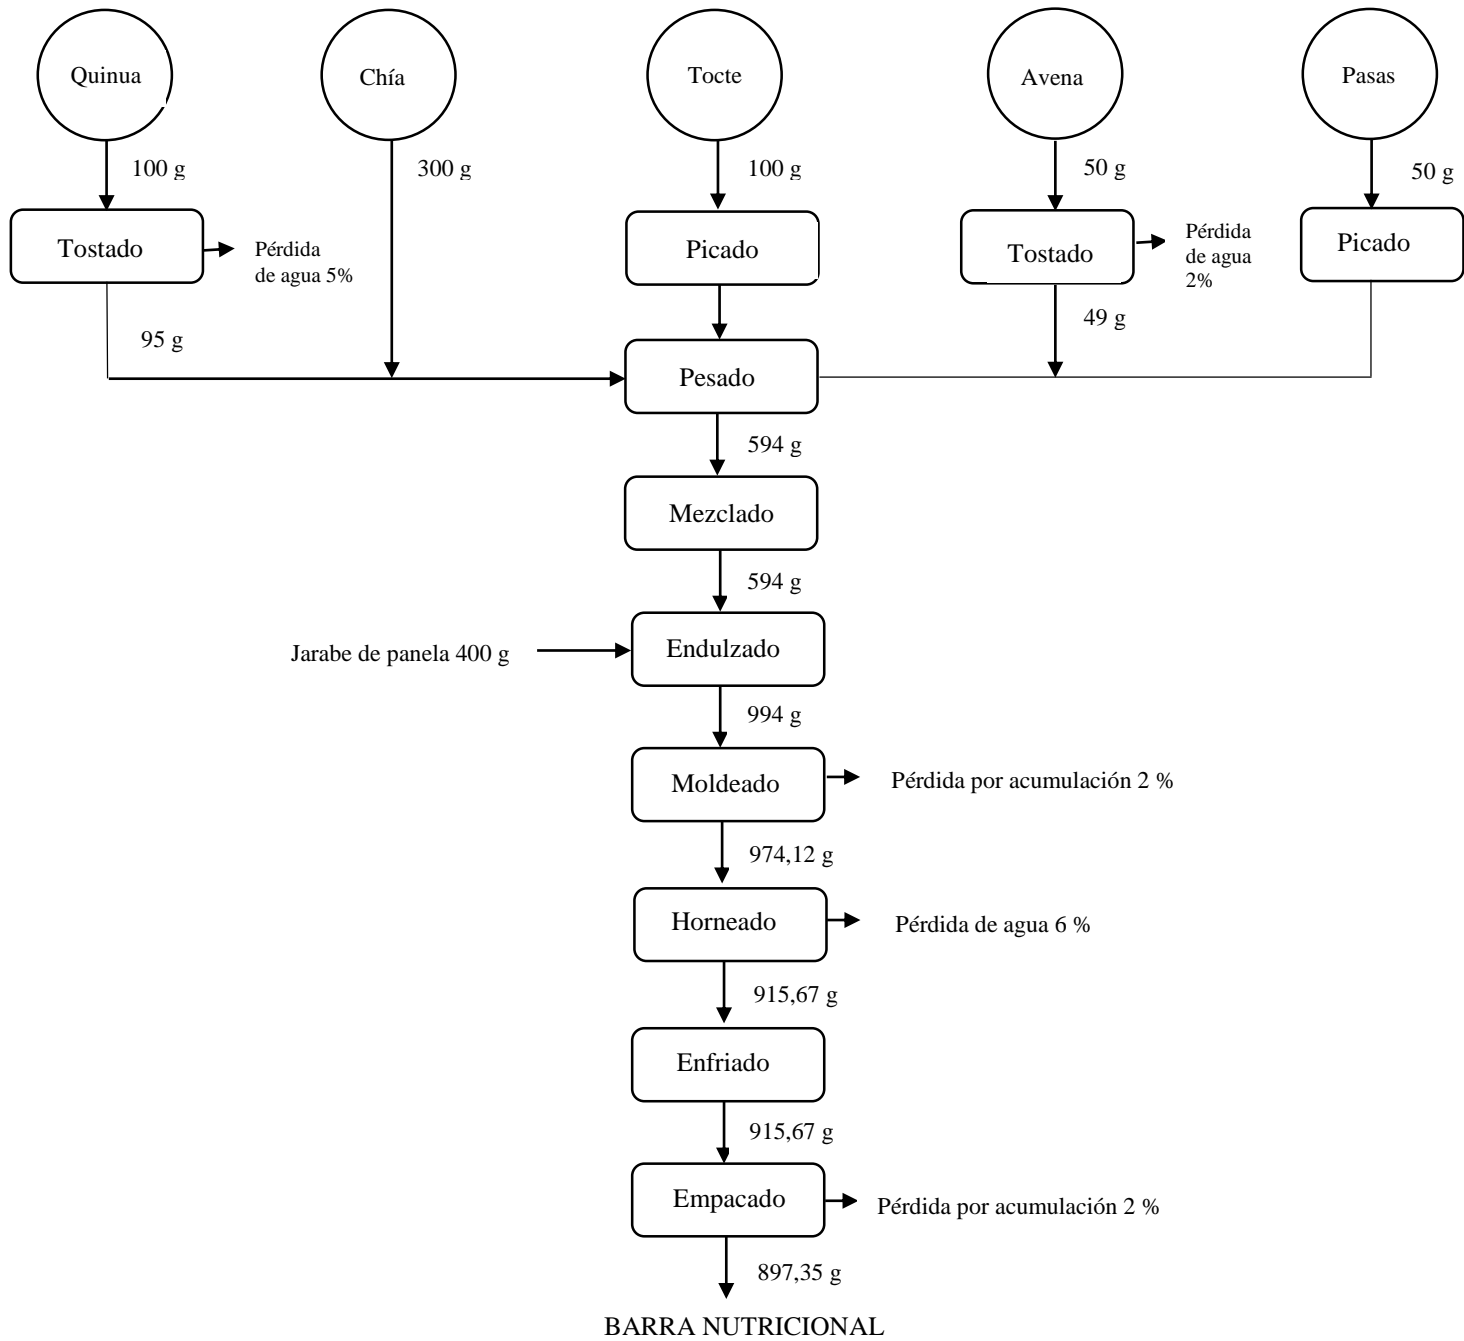 Quinua
Chía
Tocte
Avena
Pasas
100 g
300 g
100 g
50 g
50 g
Tostado
Pérdida
de agua 5%
Picado
Tostado
Pérdida
de agua
2%
Picado
95 g
49 g
Pesado
594 g
Mezclado
594 g
Jarabe de panela 400 g
Endulzado
994 g
Moldeado
Pérdida por acumulación 2 %
974,12 g
Horneado
Pérdida de agua 6 %
915,67 g
Enfriado
915,67 g
Empacado
Pérdida por acumulación 2 %
897,35 g
BARRA NUTRICIONAL